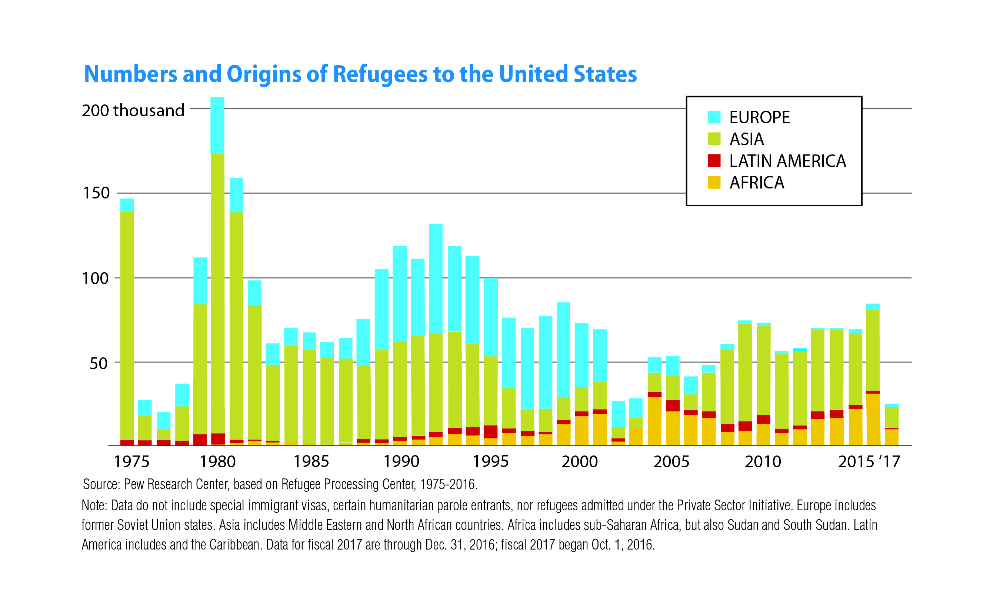 Numbers and Origins of Refugees to the United States
200 thousand
EUROPE
ASIA
LATIN AMERICA
AFRICA
150
100
50
1975 1980 1985 1990 1995 2000 2005 2010 2015 ‘17
Source: Pew Research Center, based on Refugee Processing Center, 1975-2016.
Note: Data do not include special immigrant visas, certain humanitarian parole entrants, nor refugees admitted under the Private Sector Initiative. Europe includes
former Soviet Union states. Asia includes Middle Eastern and North African countries. Africa includes sub-Saharan Africa, but also Sudan and South Sudan. Latin
America includes and the Caribbean. Data for fiscal 2017 are through Dec. 31, 2016; fiscal 2017 began Oct. 1, 2016.